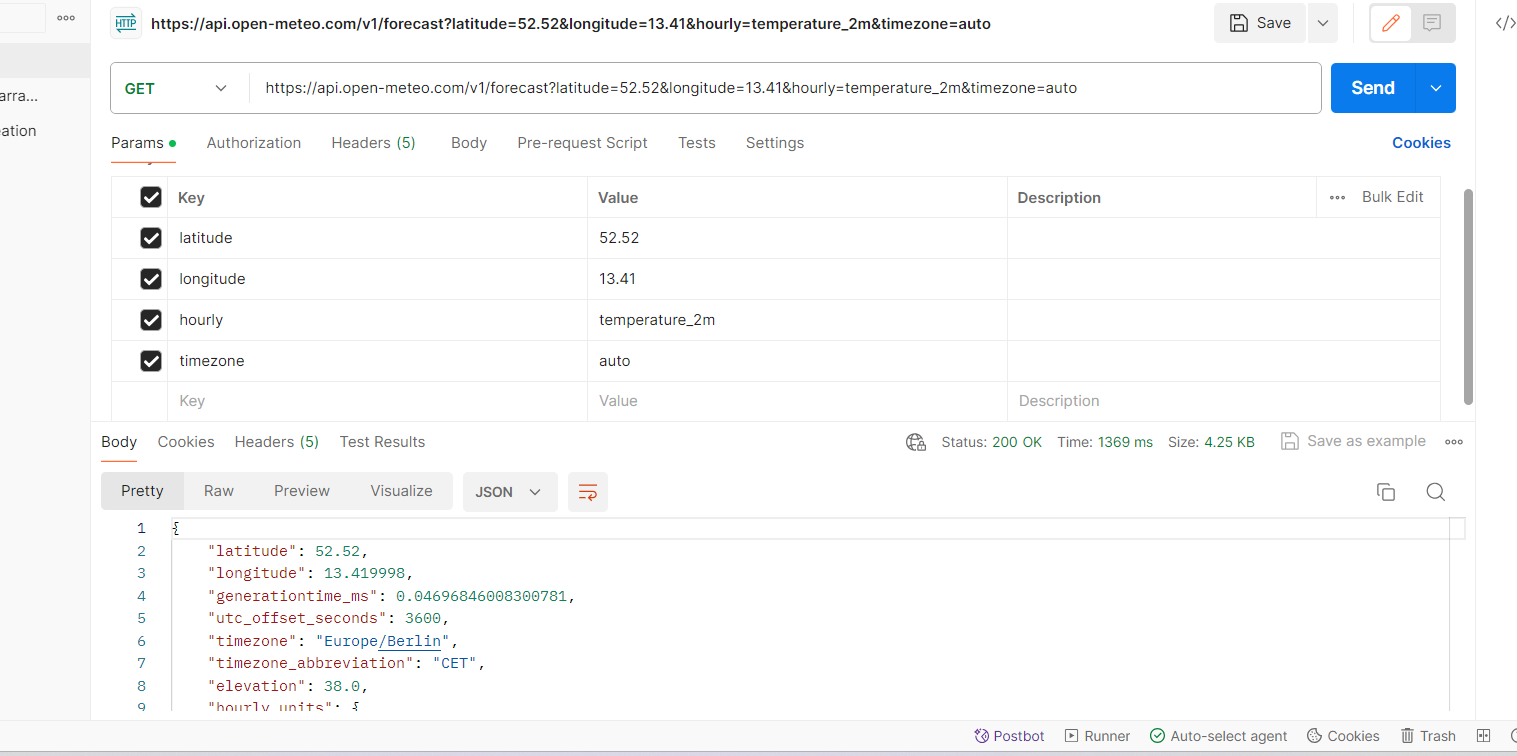 HTTP https://api.open-meteo.com/v1/forecast?latitude=52.52&longitude=13.41&hourly=temperature_2m&timezone=auto Save
GET https://api.open-meteo.com/v1/forecast?latitude=52.52&longitude=13.41&hourly=temperature_2m&timezone=auto Send
arra...
eation
Params Authorization Headers (5) Body Pre-request Script Tests Settings Cookies
Key Value Description Bulk Edit
latitude 52.52
longitude 13.41
hourly temperature_2m
timezone auto
Key Value Description
Body Cookies Headers (5) Test Results Status: 200 OK Time: 1369 ms Size: 4.25 KB Save as example
Pretty Raw Preview Visualize JSON
1 {
2 "latitude": 52.52,
3 "longitude": 13.419998,
4 "generationtime_ms": 0.04696846008300781,
5 "utc_offset_seconds": 3600,
6 "timezone": "Europe/Berlin",
7 "timezone_abbreviation": "CET",
8 "elevation": 38.0,
9 "hourly_units": {
Postbot Runner Auto-select agent Cookies Trash